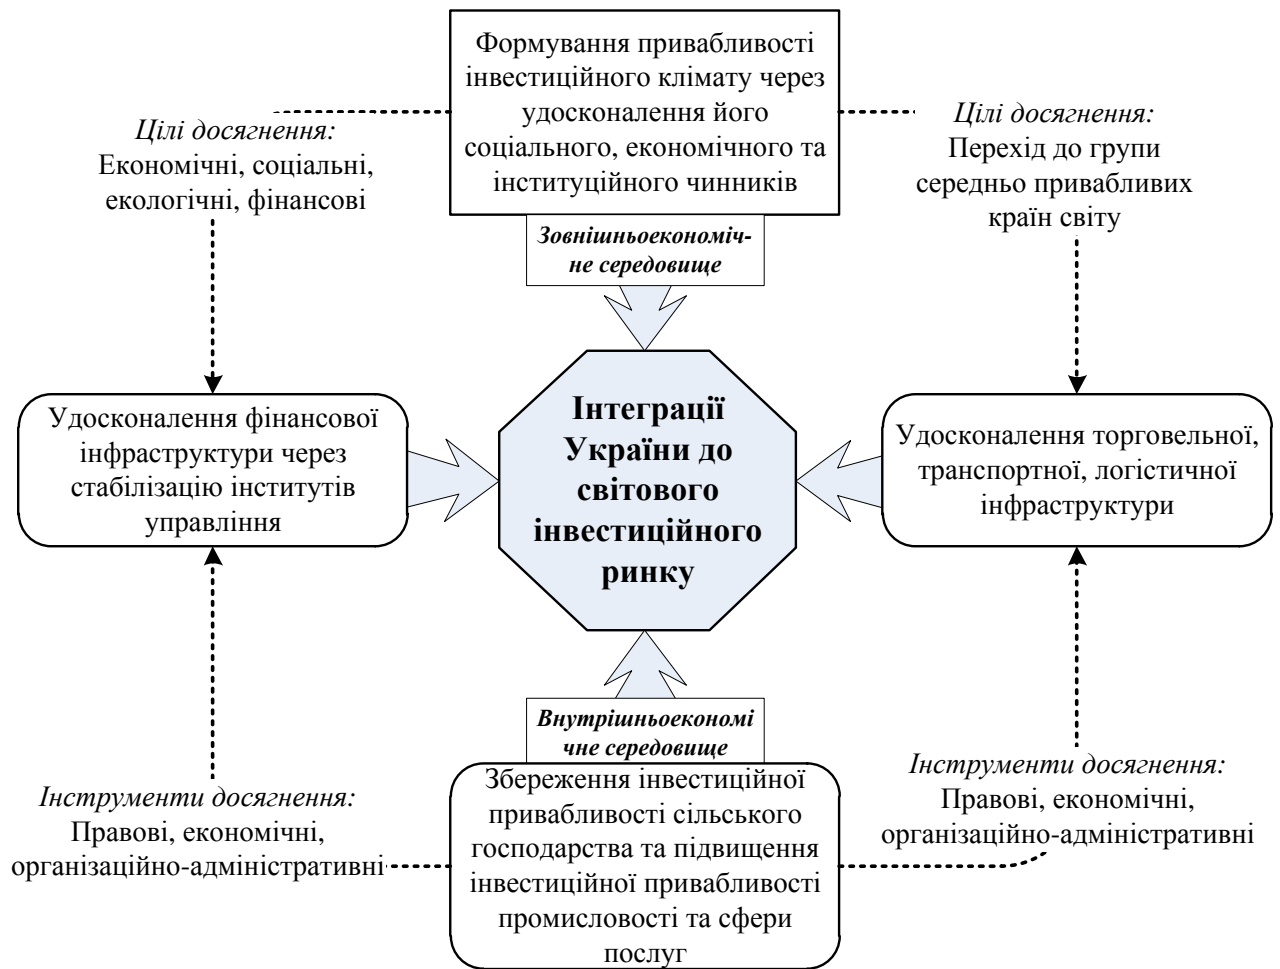 Формування привабливості
інвестиційного клімату через
удосконалення його
соціального, економічного та
інституційного чинників
Цілі досягнення:
Економічні, соціальні,
екологічні, фінансові
Цілі досягнення:
Перехід до групи
середньо привабливих
країн світу
Зовнішньоекономіч-
не середовище
Удосконалення фінансової
інфраструктури через
стабілізацію інститутів
управління
Інтеграції
України до
світового
інвестиційного
ринку
Удосконалення торговельної,
транспортної, логістичної
інфраструктури
Внутрішньоекономі
чне середовище
Інструменти досягнення:
Правові, економічні,
організаційно-адміністративні
Збереження інвестиційної
привабливості сільського
господарства та підвищення
інвестиційної привабливості
промисловості та сфери
послуг
Інструменти досягнення:
Правові, економічні,
організаційно-адміністративні